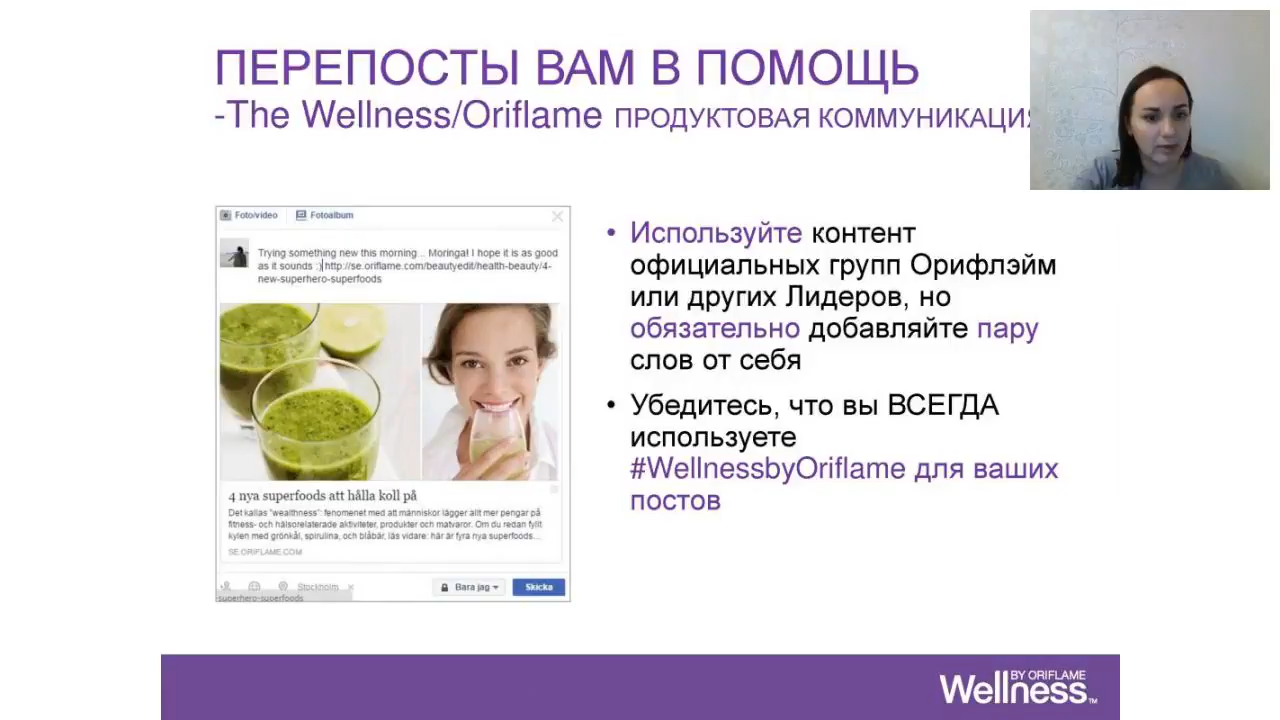 ПЕРЕПОСТЫ ВАМ В ПОМОЩЬ
-The Wellness/Oriflame ПРОДУКТОВАЯ КОММУНИКАЦИЯ
Foto/video Fotoalbum
Trying something new this morning... Moringa! I hope it is as good
as it sounds :) http://se.oriflame.com/beautyedit/health-beauty/4-
new-superhero-superfoods
4 nya superfoods att hålla koll på
Det kallas "wealthness": fenomenet med att människor lägger allt mer pengar på
fitness- och hälsorelaterade aktiviteter, produkter och matvaror. Om du redan fyllt
kylen med grönkål, spirulina, och blåbär, läs vidare: här är fyra nya superfoods...
SE.ORIFLAME.COM
Stockholm
Bara jag
Skicka
-superhero-superfoods
• Используйте контент
официальных групп Орифлэйм
или других Лидеров, но
обязательно добавляйте пару
слов от себя
• Убедитесь, что вы ВСЕГДА
используете
#WellnessbyOriflame для ваших
постов
BY ORIFLAME
Wellness™